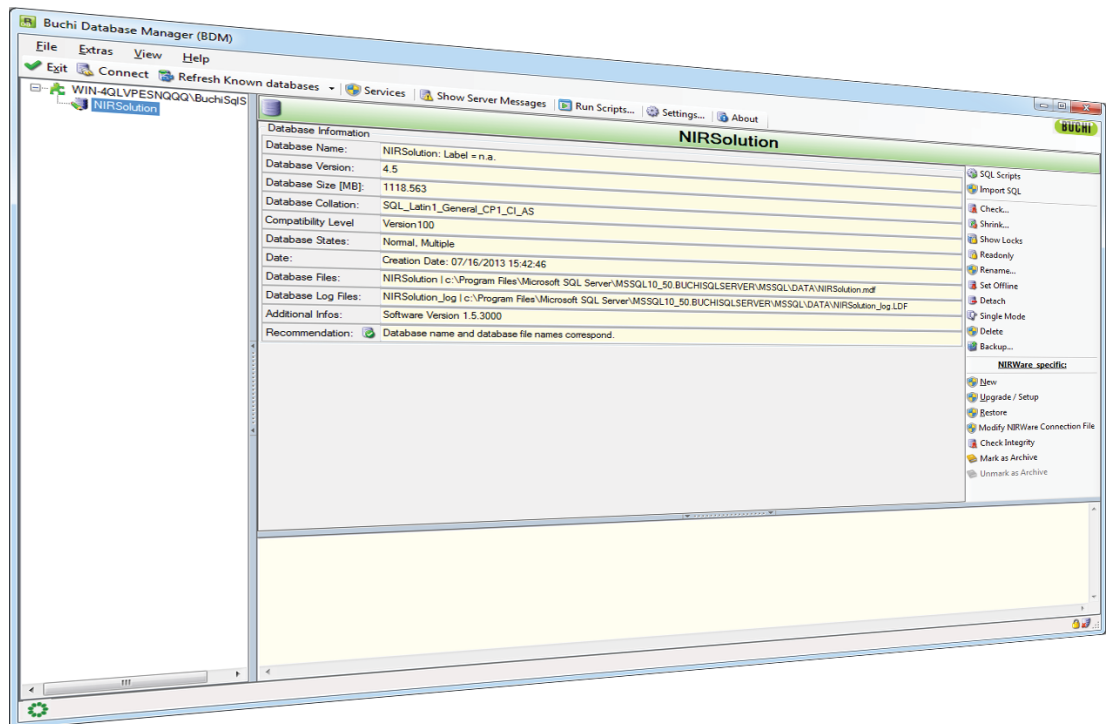 Buchi Database Manager (BDM)
File Extras View Help
Exit Connect Refresh Known databases Services Show Server Messages Run Scripts... Settings... About
BUCHI
WIN-4QLVPESNQQQ\BuchiSqlS
NIRSolution
NIRSolution
Database Information
Database Name: NIRSolution: Label = n.a.
Database Version: 4.5
Database Size [MB]: 1118.563
Database Collation: SQL_Latin1_General_CP1_CI_AS
Compatibility Level Version100
Database States: Normal, Multiple
Date: Creation Date: 07/16/2013 15:42:46
Database Files: NIRSolution | c:\Program Files\Microsoft SQL Server\MSSQL10_50.BUCHISQLSERVER\MSSQL\DATA\NIRSolution.mdf
Database Log Files: NIRSolution_log | c:\Program Files\Microsoft SQL Server\MSSQL10_50.BUCHISQLSERVER\MSSQL\DATA\NIRSolution_log.LDF
Additional Infos: Software Version 1.5.3000
Recommendation: Database name and database file names correspond.
SQL Scripts
Import SQL
Check...
Shrink...
Show Locks
Readonly
Rename...
Set Offline
Detach
Single Mode
Delete
Backup...
NIRWare specific:
New
Upgrade / Setup
Restore
Modify NIRWare Connection File
Check Integrity
Mark as Archive
Unmark as Archive